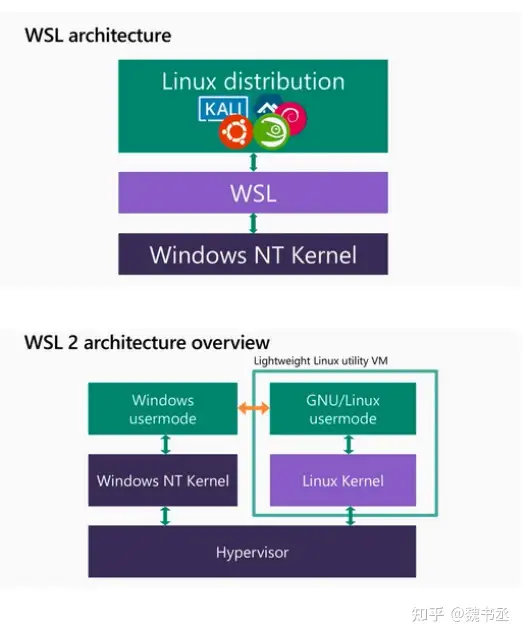 WSL architecture
Linux distribution
KALI
WSL
Windows NT Kernel
WSL 2 architecture overview
Lightweight Linux utility VM
Windows
usermode
GNU/Linux
usermode
Windows NT Kernel
Linux Kernel
Hypervisor
知乎 @魏书丞